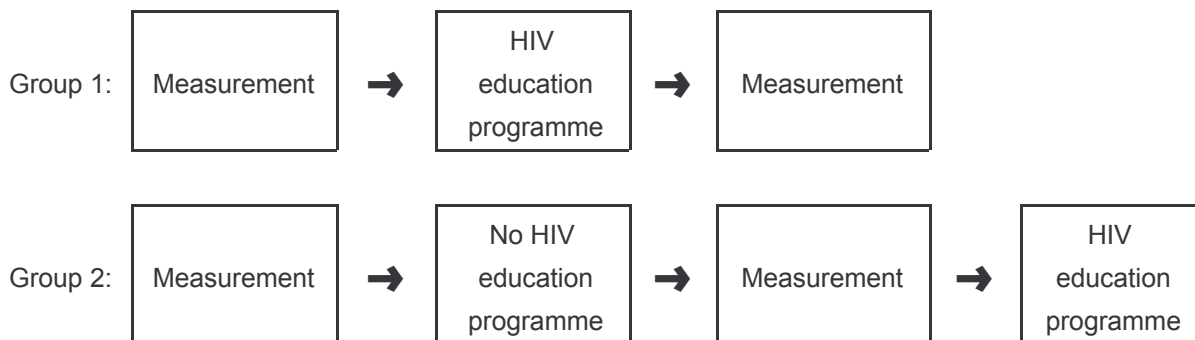 HIV
Group 1: Measurement education Measurement
programme
No HIV HIV
Group 2: Measurement education Measurement education
programme programme